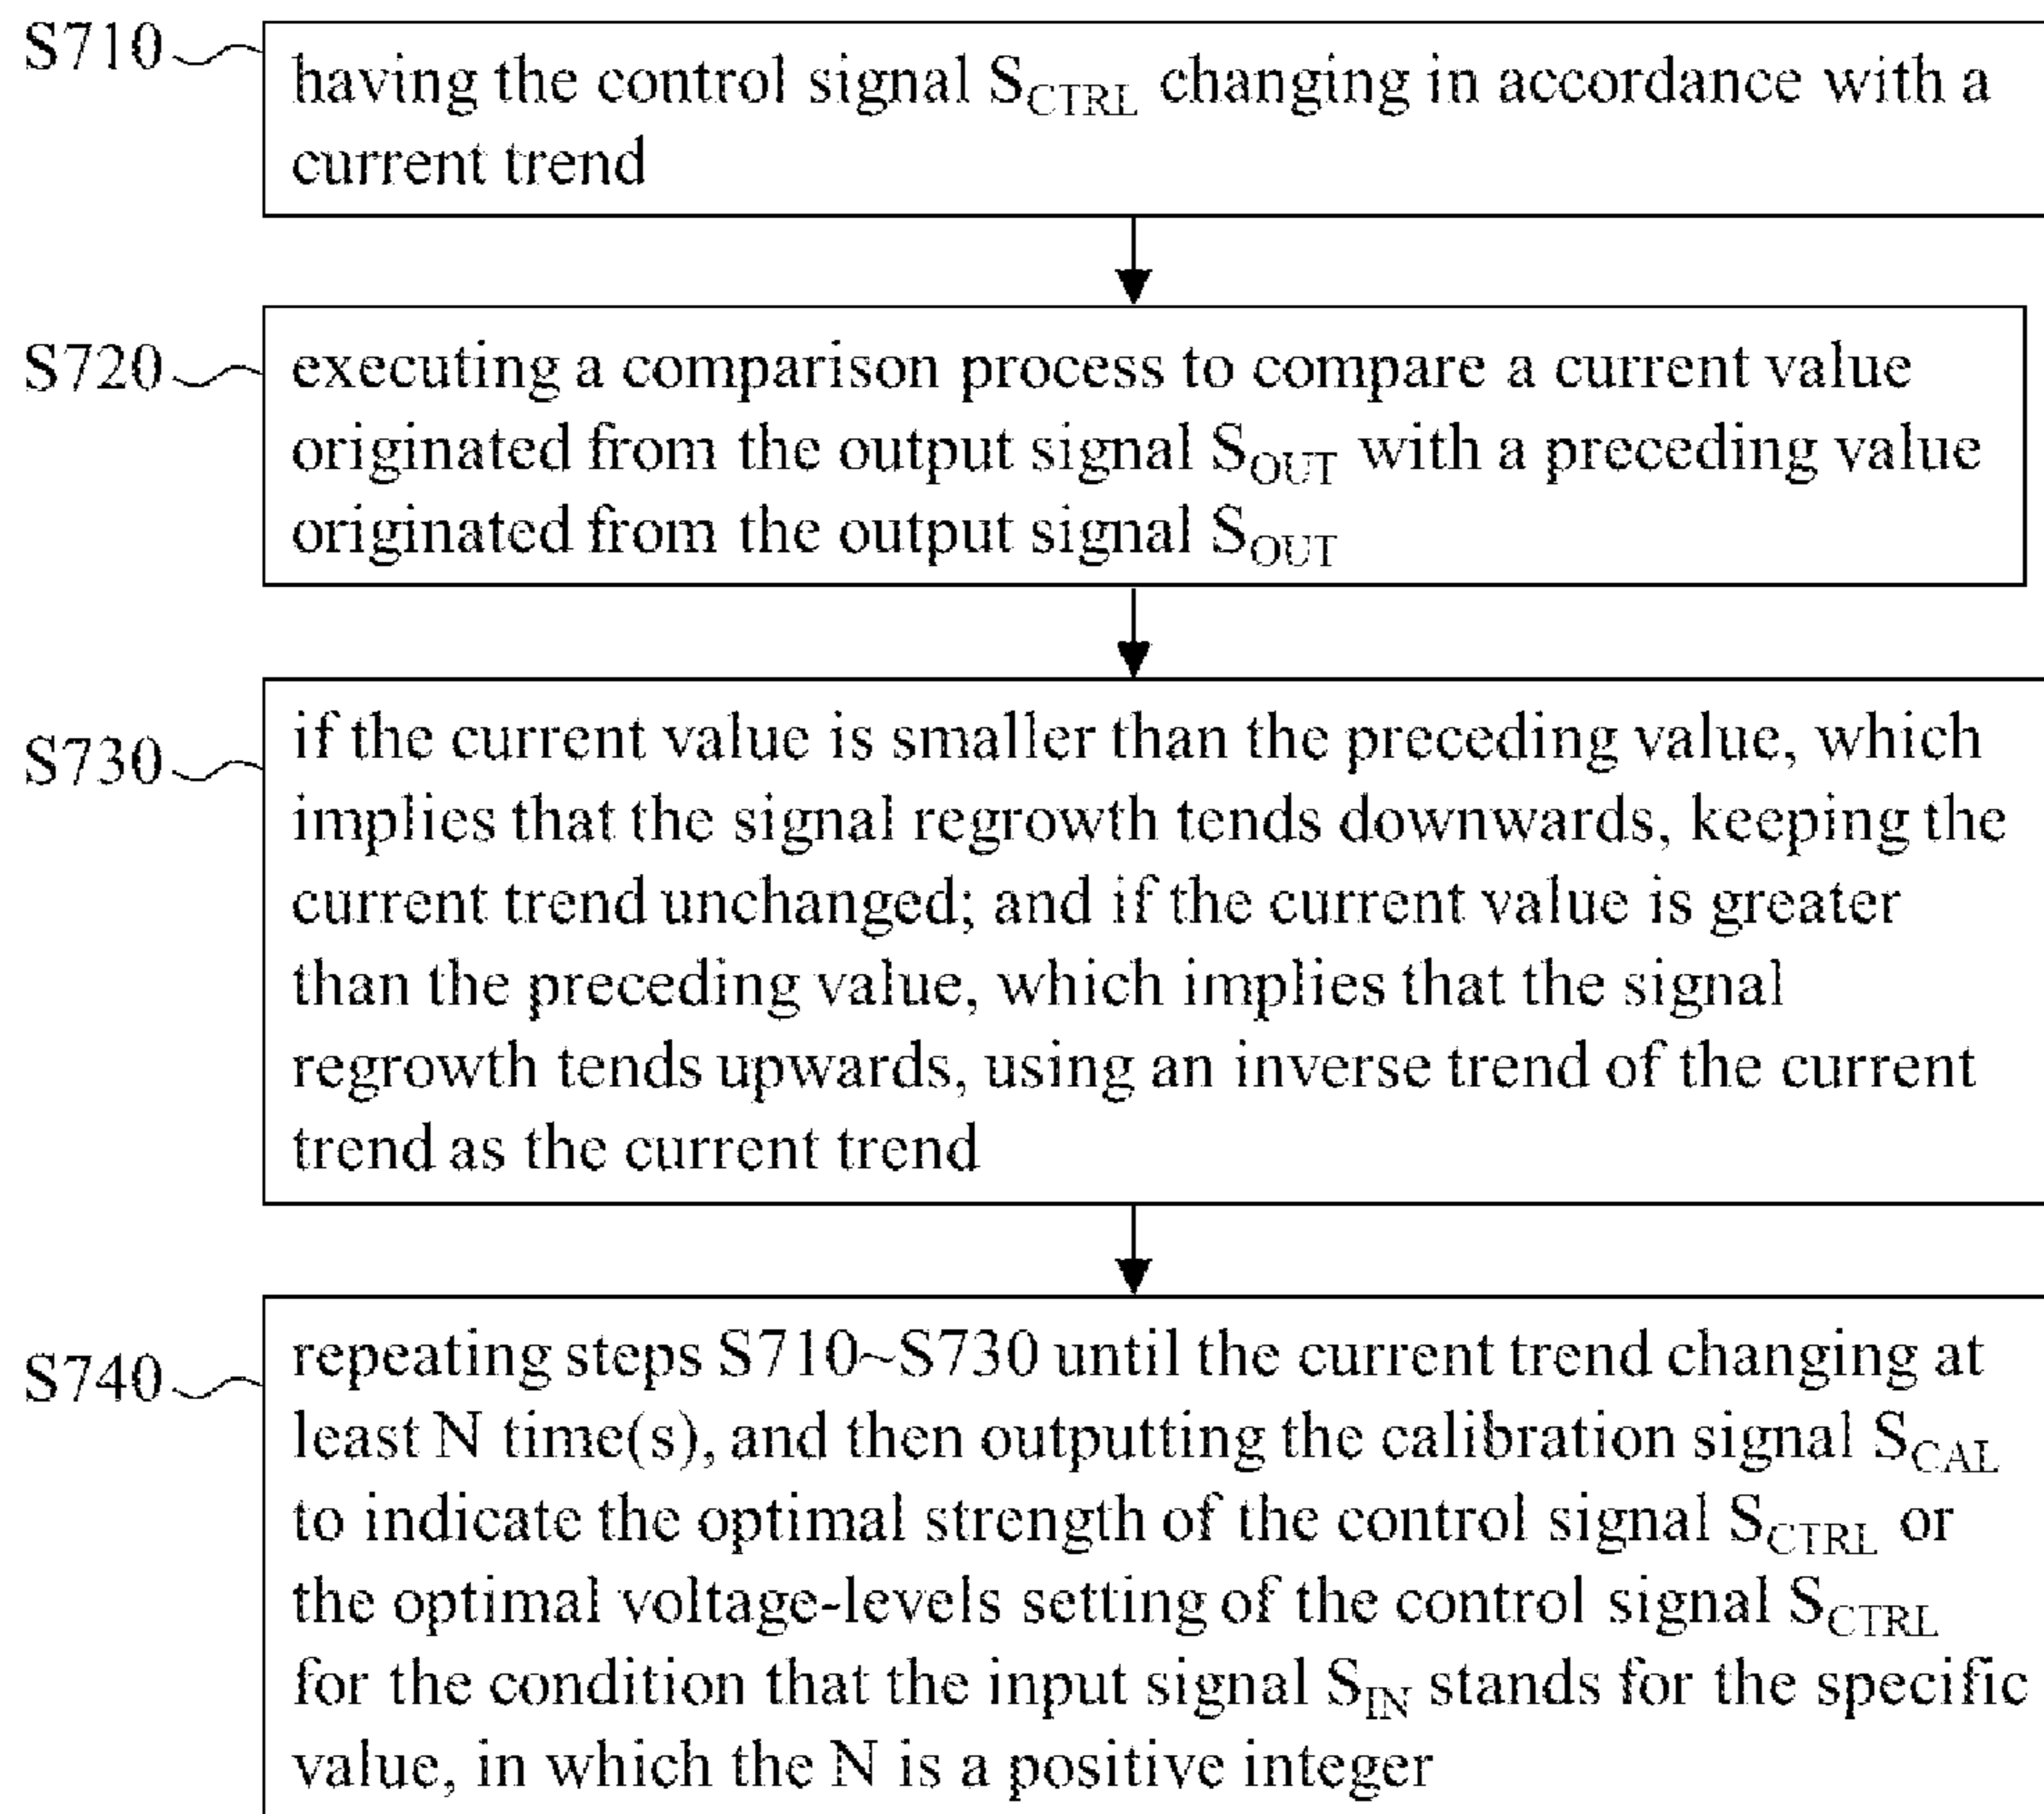 S710
having the control signal S_CTRL changing in accordance with a
current trend
S720
executing a comparison process to compare a current value
originated from the output signal S_OUT with a preceding value
originated from the output signal S_OUT
S730
if the current value is smaller than the preceding value, which
implies that the signal regrowth tends downwards, keeping the
current trend unchanged; and if the current value is greater
than the preceding value, which implies that the signal
regrowth tends upwards, using an inverse trend of the current
trend as the current trend
S740
repeating steps S710~S730 until the current trend changing at
least N time(s), and then outputting the calibration signal S_CAL
to indicate the optimal strength of the control signal S_CTRL or
the optimal voltage-levels setting of the control signal S_CTRL
for the condition that the input signal S_IN stands for the specific
value, in which the N is a positive integer